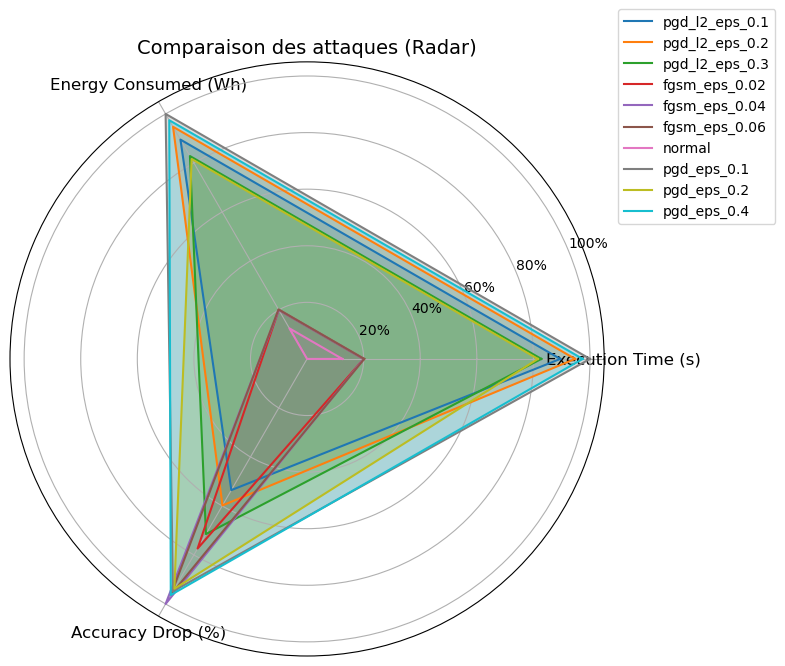 Comparaison des attaques (Radar)
pgd_l2_eps_0.1
pgd_l2_eps_0.2
pgd_l2_eps_0.3
fgsm_eps_0.02
fgsm_eps_0.04
fgsm_eps_0.06
normal
pgd_eps_0.1
pgd_eps_0.2
pgd_eps_0.4
Energy Consumed (Wh)
100%
80%
60%
40%
20%
Execution Time (s)
Accuracy Drop (%)